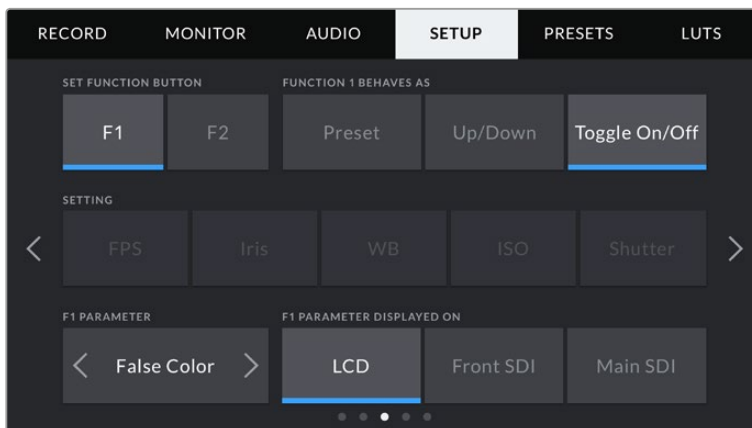 RECORD MONITOR AUDIO SETUP PRESETS LUTS
SET FUNCTION BUTTON FUNCTION 1 BEHAVES AS
F1 F2 Preset Up/Down Toggle On/Off
SETTING
FPS Iris WB ISO Shutter
F1 PARAMETER F1 PARAMETER DISPLAYED ON
False Color LCD Front SDI Main SDI